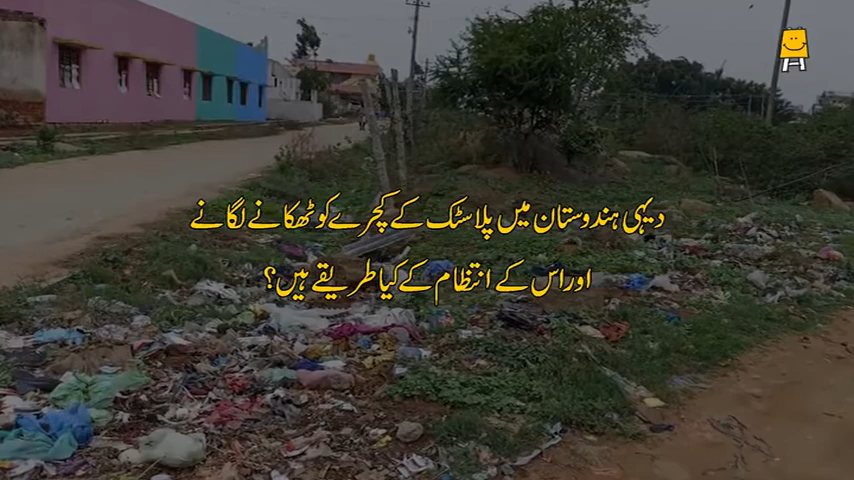 دیہی ہندوستان میں پلاسٹک کے کچرے کو ٹھکانے لگانے
اور اس کے انتظام کے کیا طریقے ہیں؟